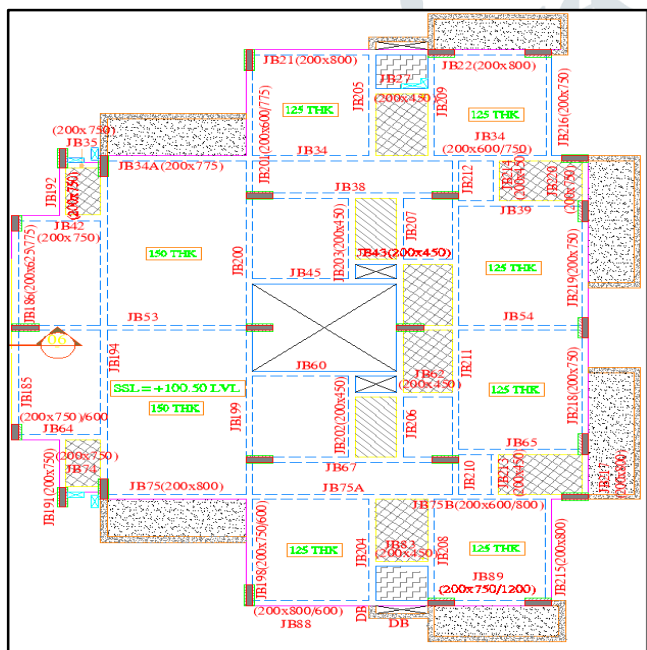 JB21(200x800)
JB27
(200x450)
JB22(200x800)
JB205
JB209
JB216(200x750)
125 THK
125 THK
JB201(200x600/775)
(200x750)
JB35
JB34A(200x775)
JB34
JB34
(200x600/750)
JB192
(200x750)
JB212
JB214
(200x450)
JB220
(200x750)
JB38
JB39
JB42
(200x750)
JB186(200x625/775)
150 THK
JB200
JB203(200x450)
JB207
JB43(200x450)
JB45
125 THK
JB219(200x750)
JB53
JB54
06
JB194
JB60
JB62
(200x450)
JB211
JB185
SSL = +100.50 LVL
150 THK
JB199
JB202(200x450)
JB206
125 THK
JB218(200x750)
(200x750)/600
JB64
JB65
(200x750)
JB74
JB67
JB210
JB213
(200x450)
JB217
JB191(200x750)
JB75(200x800)
JB75A
JB75B(200x600/800)
JB198(200x750/600)
125 THK
JB204
JB83
(200x450)
JB208
125 THK
JB215(200x800)
JB89
(200x750/1200)
(200x800/600)
JB88
DB
DB